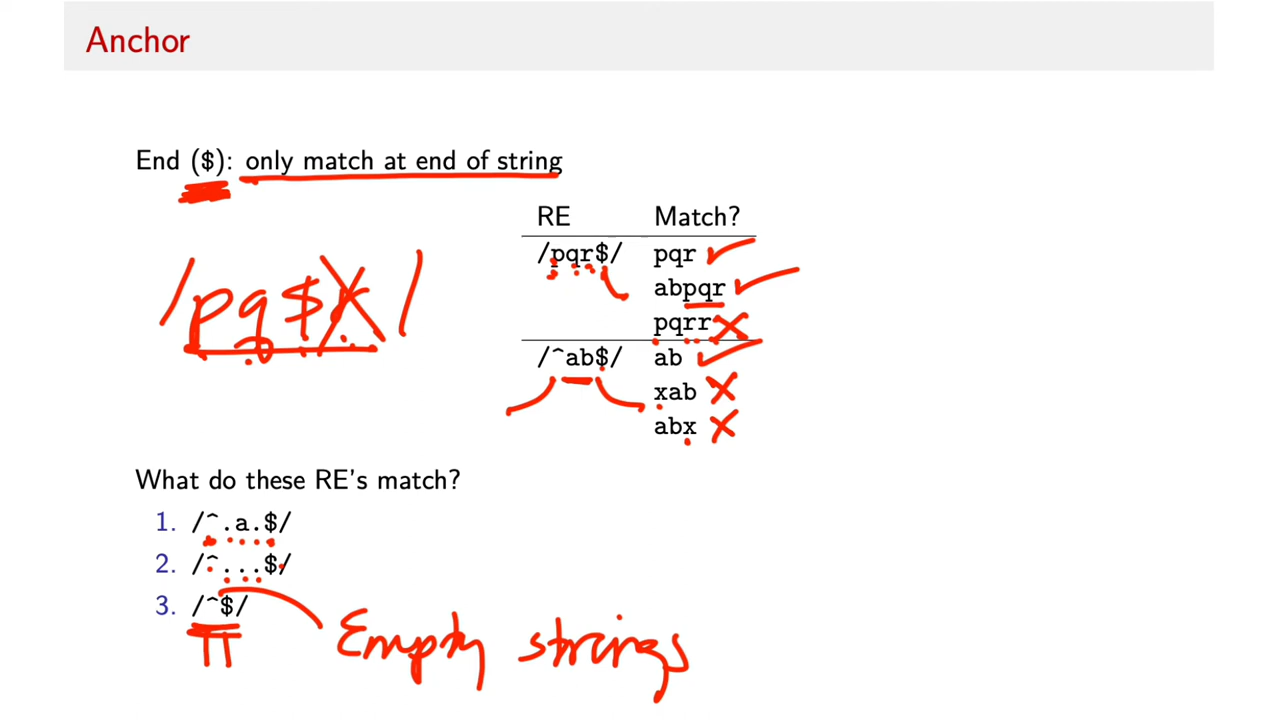 Anchor
End ($): only match at end of string
RE Match?
/pqr$/ pqr
abpqr
pqrr
/pq$x/
/^ab$/ ab
xab
abx
What do these RE's match?
1. /^.a.$/
2. /^...$/
3. /^$/
Empty strings